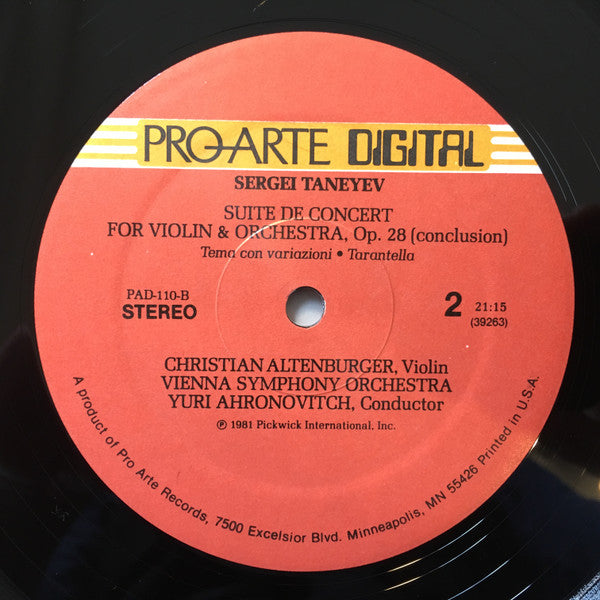 PRO-ARTE DIGITAL
SERGEI TANEYEV
SUITE DE CONCERT
FOR VIOLIN & ORCHESTRA, Op. 28 (conclusion)
Tema con variazioni • Tarantella
PAD-110-B
STEREO
2 21:15
(39263)
CHRISTIAN ALTENBURGER, Violin
VIENNA SYMPHONY ORCHESTRA
YURI AHRONOVITCH, Conductor
℗ 1981 Pickwick International, Inc.
A product of Pro Arte Records, 7500 Excelsior Blvd. Minneapolis, MN 55426 Printed in U.S.A.